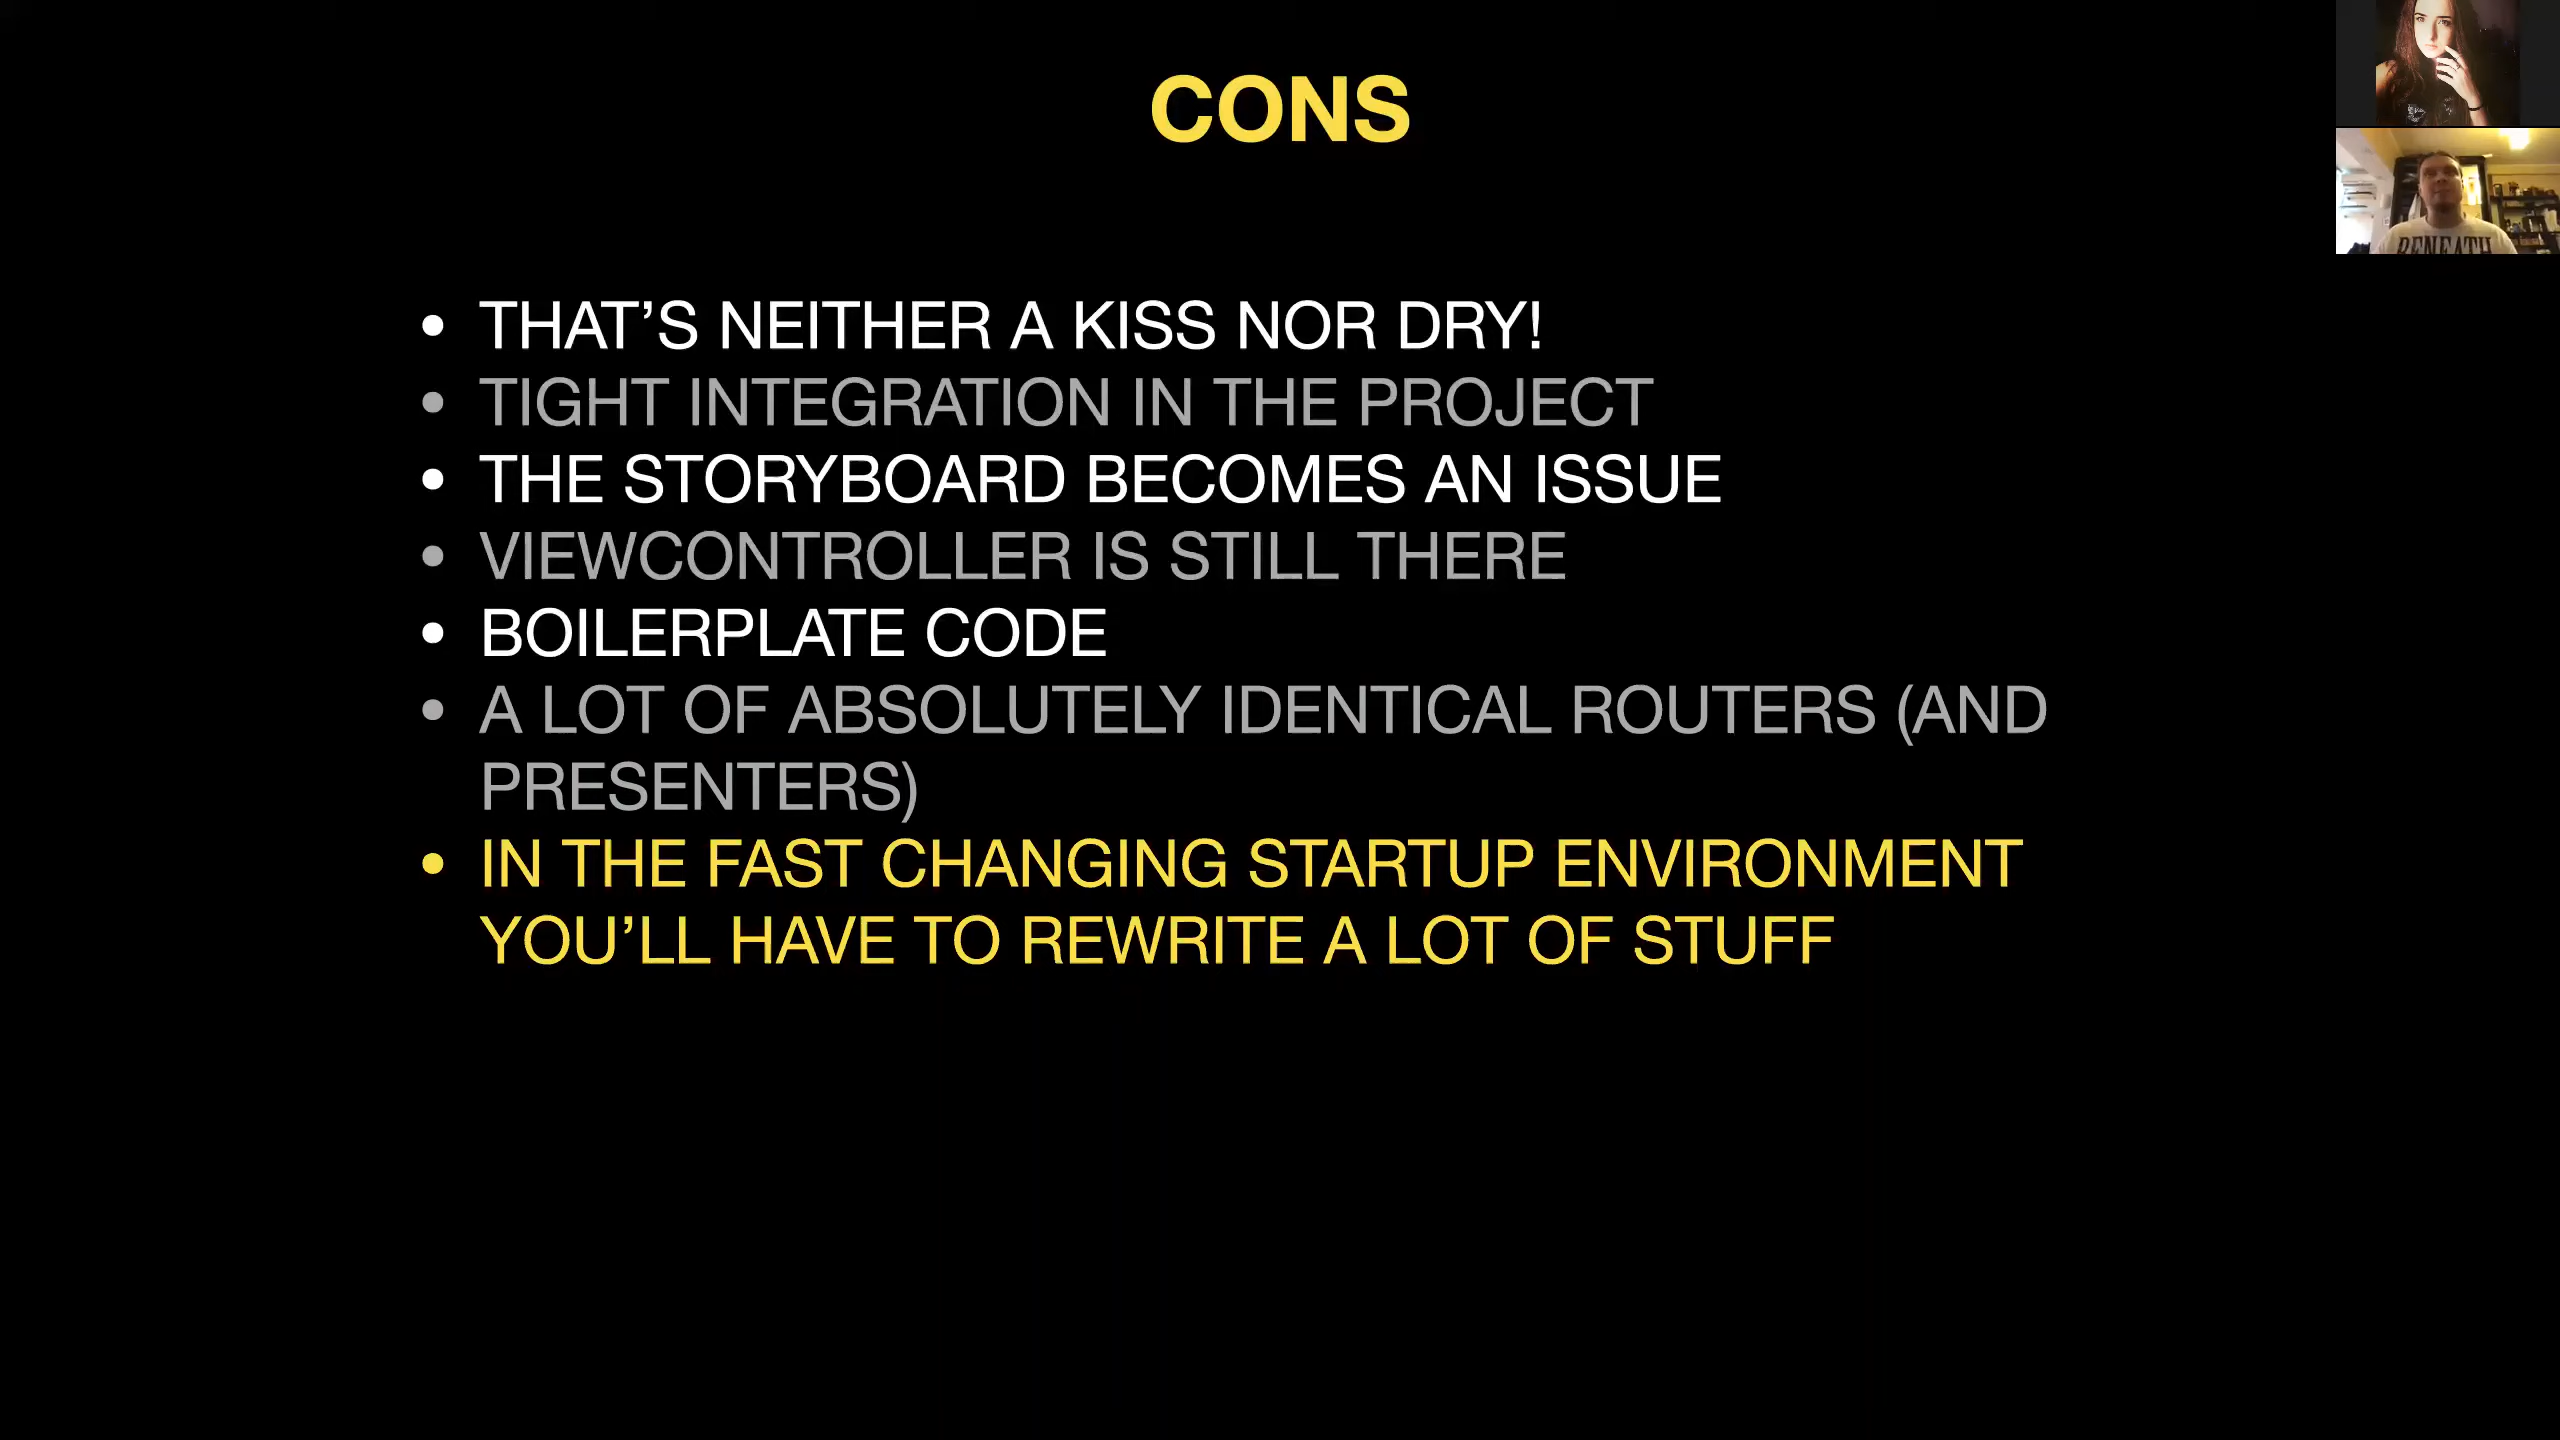 CONS
• THAT’S NEITHER A KISS NOR DRY!
• TIGHT INTEGRATION IN THE PROJECT
• THE STORYBOARD BECOMES AN ISSUE
• VIEWCONTROLLER IS STILL THERE
• BOILERPLATE CODE
• A LOT OF ABSOLUTELY IDENTICAL ROUTERS (AND
PRESENTERS)
• IN THE FAST CHANGING STARTUP ENVIRONMENT
YOU’LL HAVE TO REWRITE A LOT OF STUFF
BENEATH